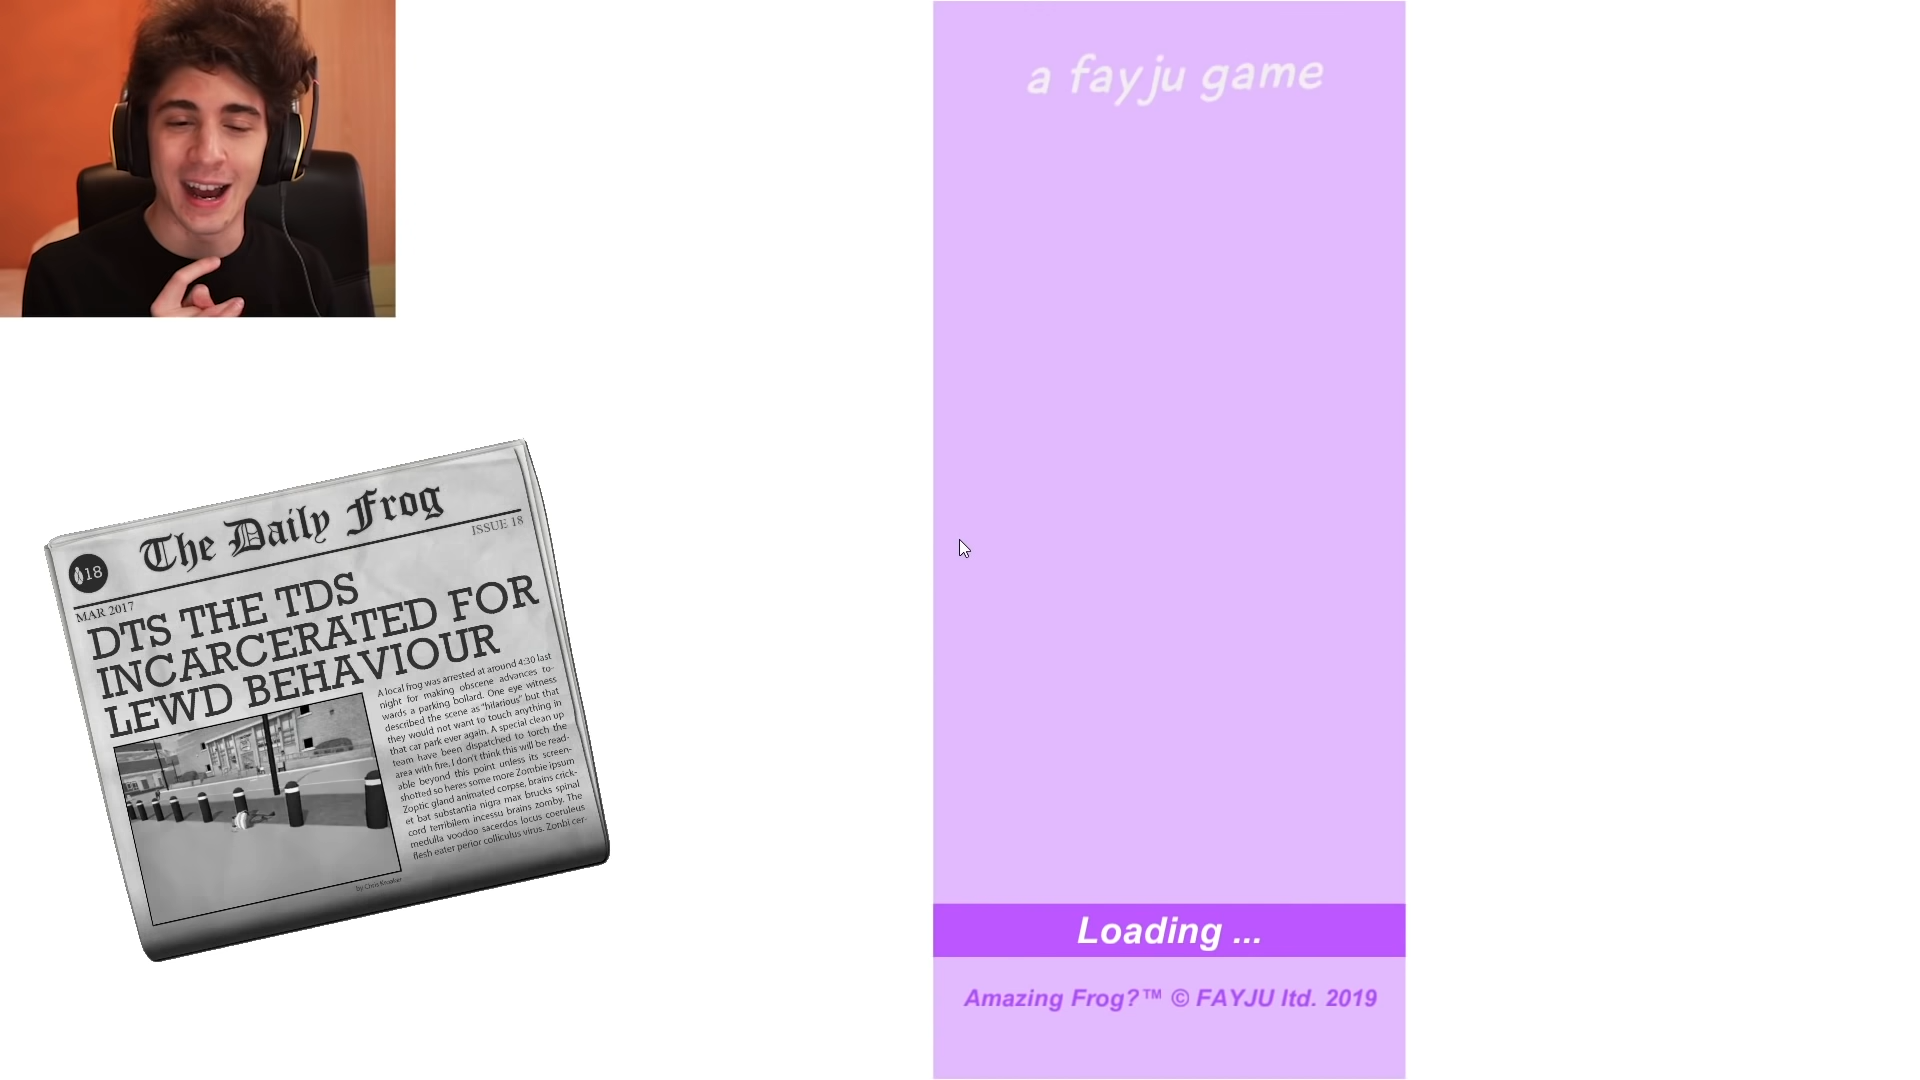 a fayju game
The Daily Frog
ISSUE 18
18
MAR 2017
DTS THE TDS
INCARCERATED FOR
LEWD BEHAVIOUR
A local frog was arrested at around 4:30 last
night for making obscene advances to-
wards a parking bollard. One eye witness
described the scene as "hilarious" but that
they would not want to touch anything in
that car park ever again. A special clean up
team have been dispatched to torch the
area with fire. I don't think this will be read-
able beyond this point unless its screen-
shotted so heres some more Zombie ipsum
Zoptic gland animated corpse, brains crick-
et bat substantia nigra max brucks spinal
cord terribilem incessu brains zomby. The
medulla voodoo sacerdos locus coeruleus
flesh eater perior colliculus virus. Zonbi cer-
by Chris
Loading ...
Amazing Frog?™ © FAYJU ltd. 2019